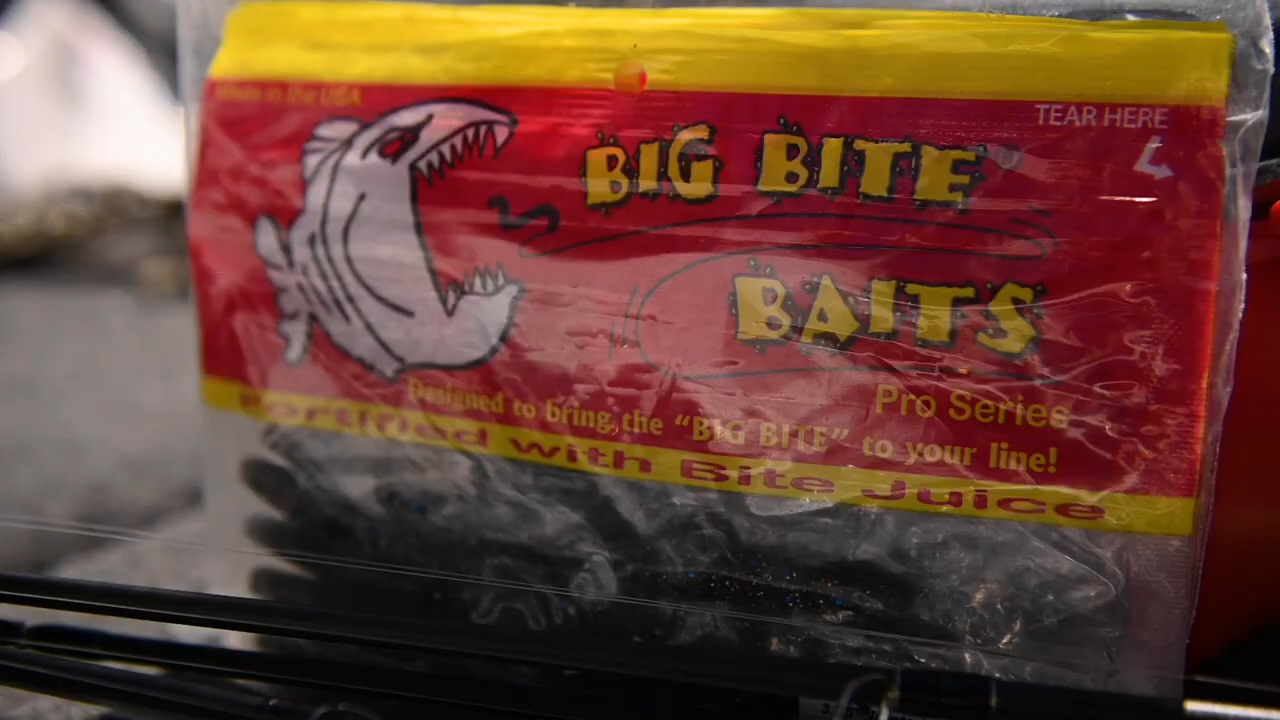 Made in the USA
TEAR HERE
BIG BITE
BAITS
Pro Series
Designed to bring the "BIG BITE" to your line!
Fortified with Bite Juice